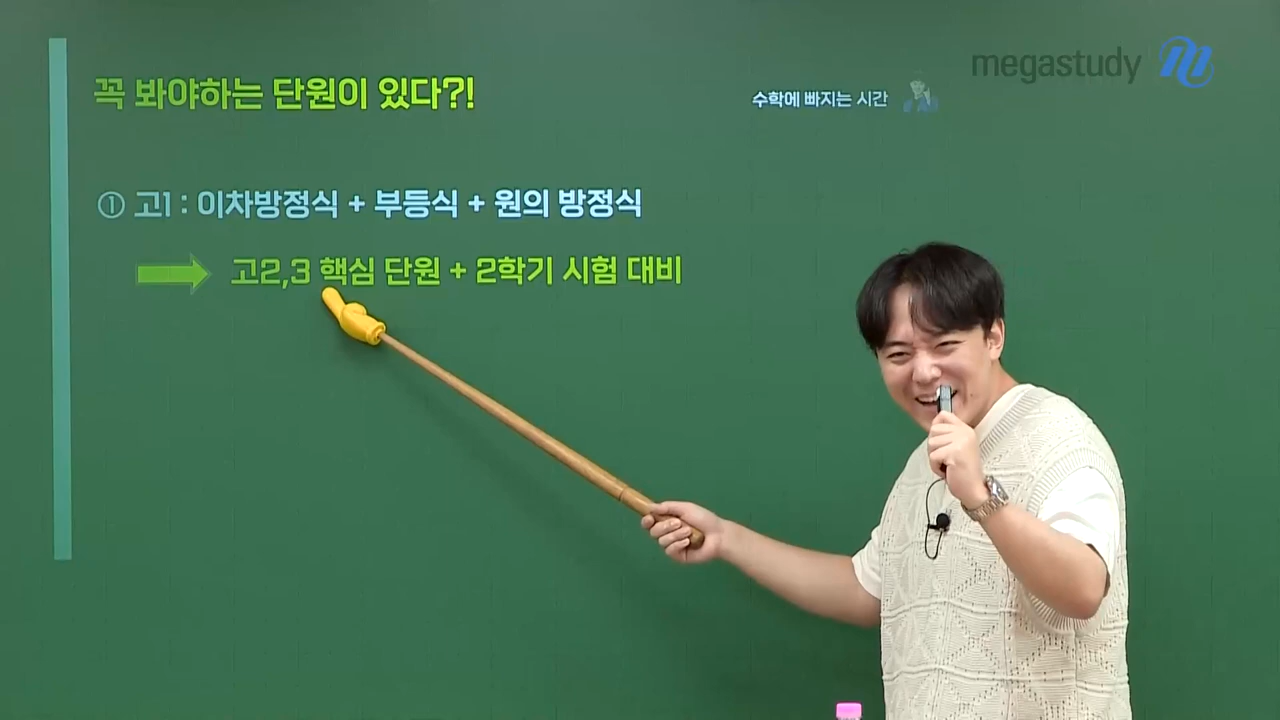 megastudy
꼭 봐야하는 단원이 있다?!
수학에 빠지는 시간
① 고1 : 이차방정식 + 부등식 + 원의 방정식
고2,3 핵심 단원 + 2학기 시험 대비